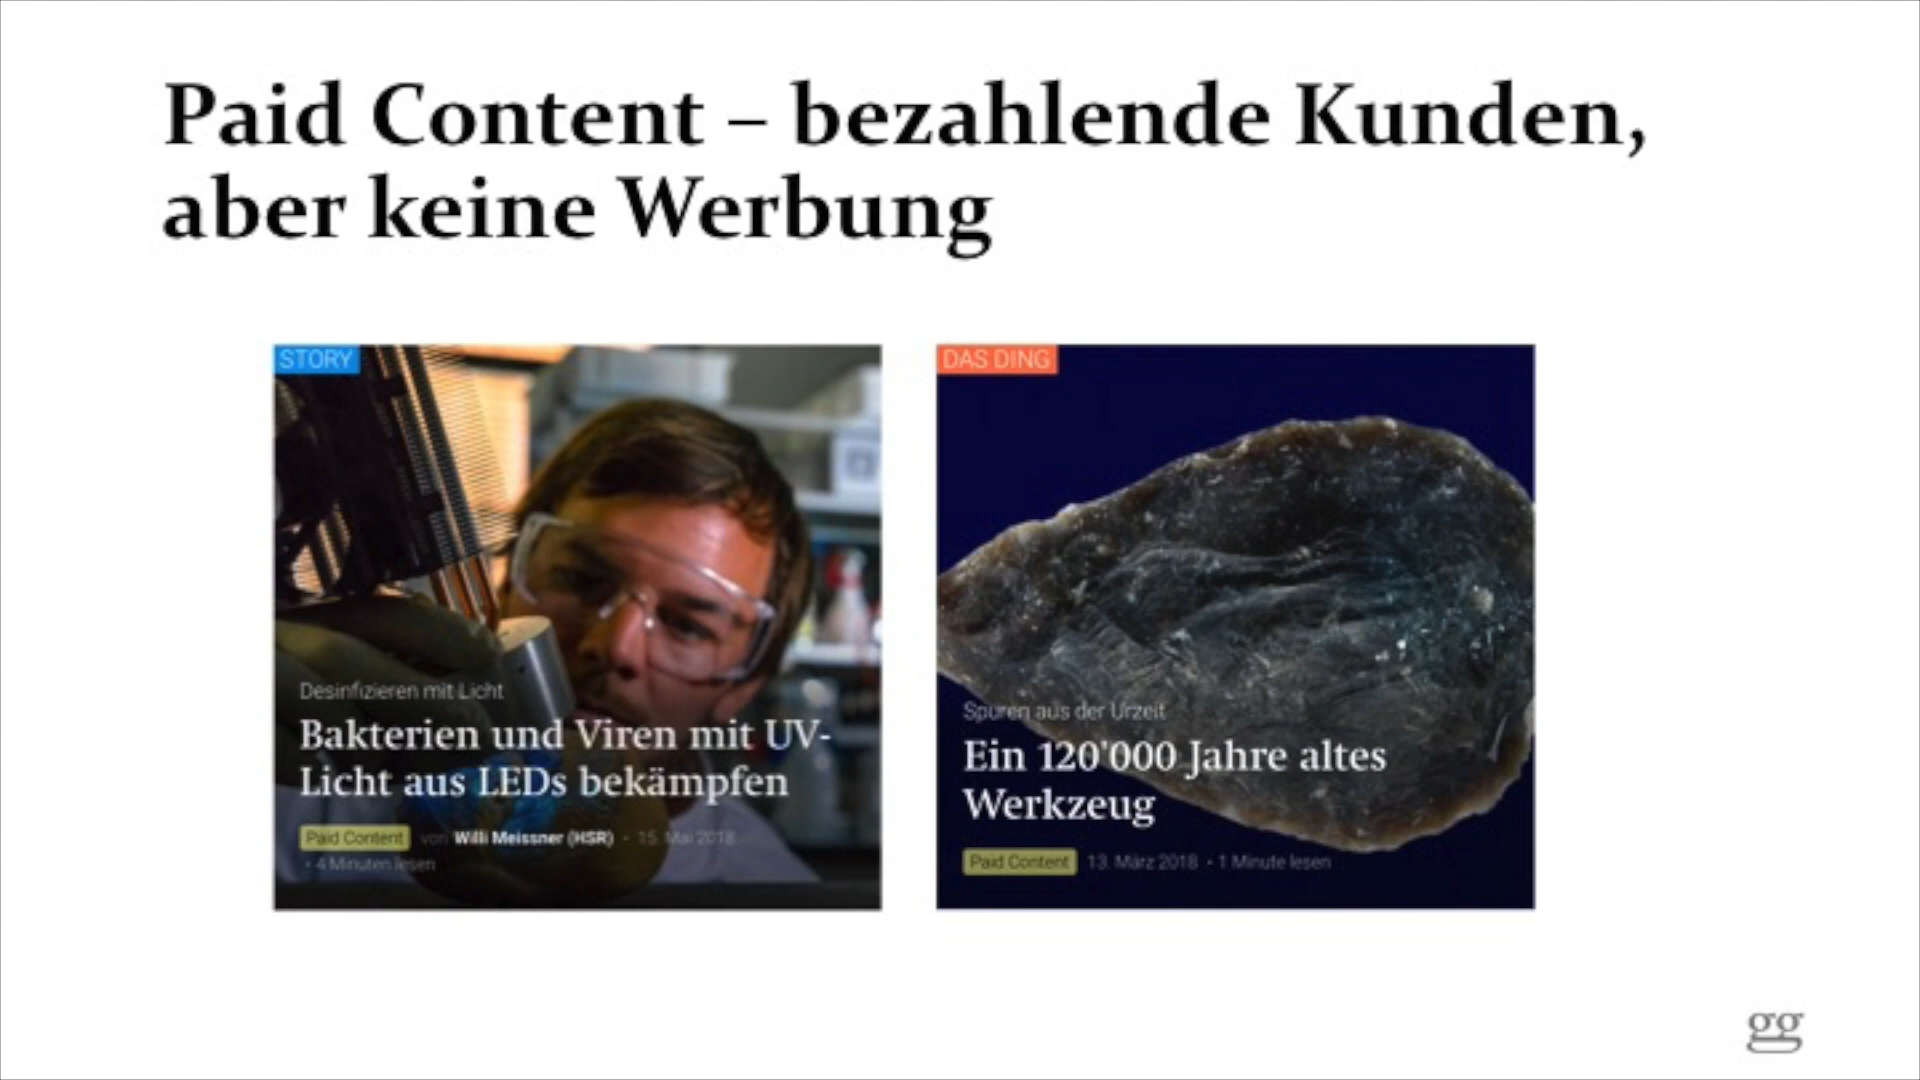 Paid Content – bezahlende Kunden,
aber keine Werbung
STORY
Desinfizieren mit Licht
Bakterien und Viren mit UV-
Licht aus LEDs bekämpfen
Paid Content von Willi Meissner (HSR) • 15. Mai 2018
• 4 Minuten lesen
DAS DING
Spuren aus der Urzeit
Ein 120'000 Jahre altes
Werkzeug
Paid Content 13. März 2018 • 1 Minute lesen
gg